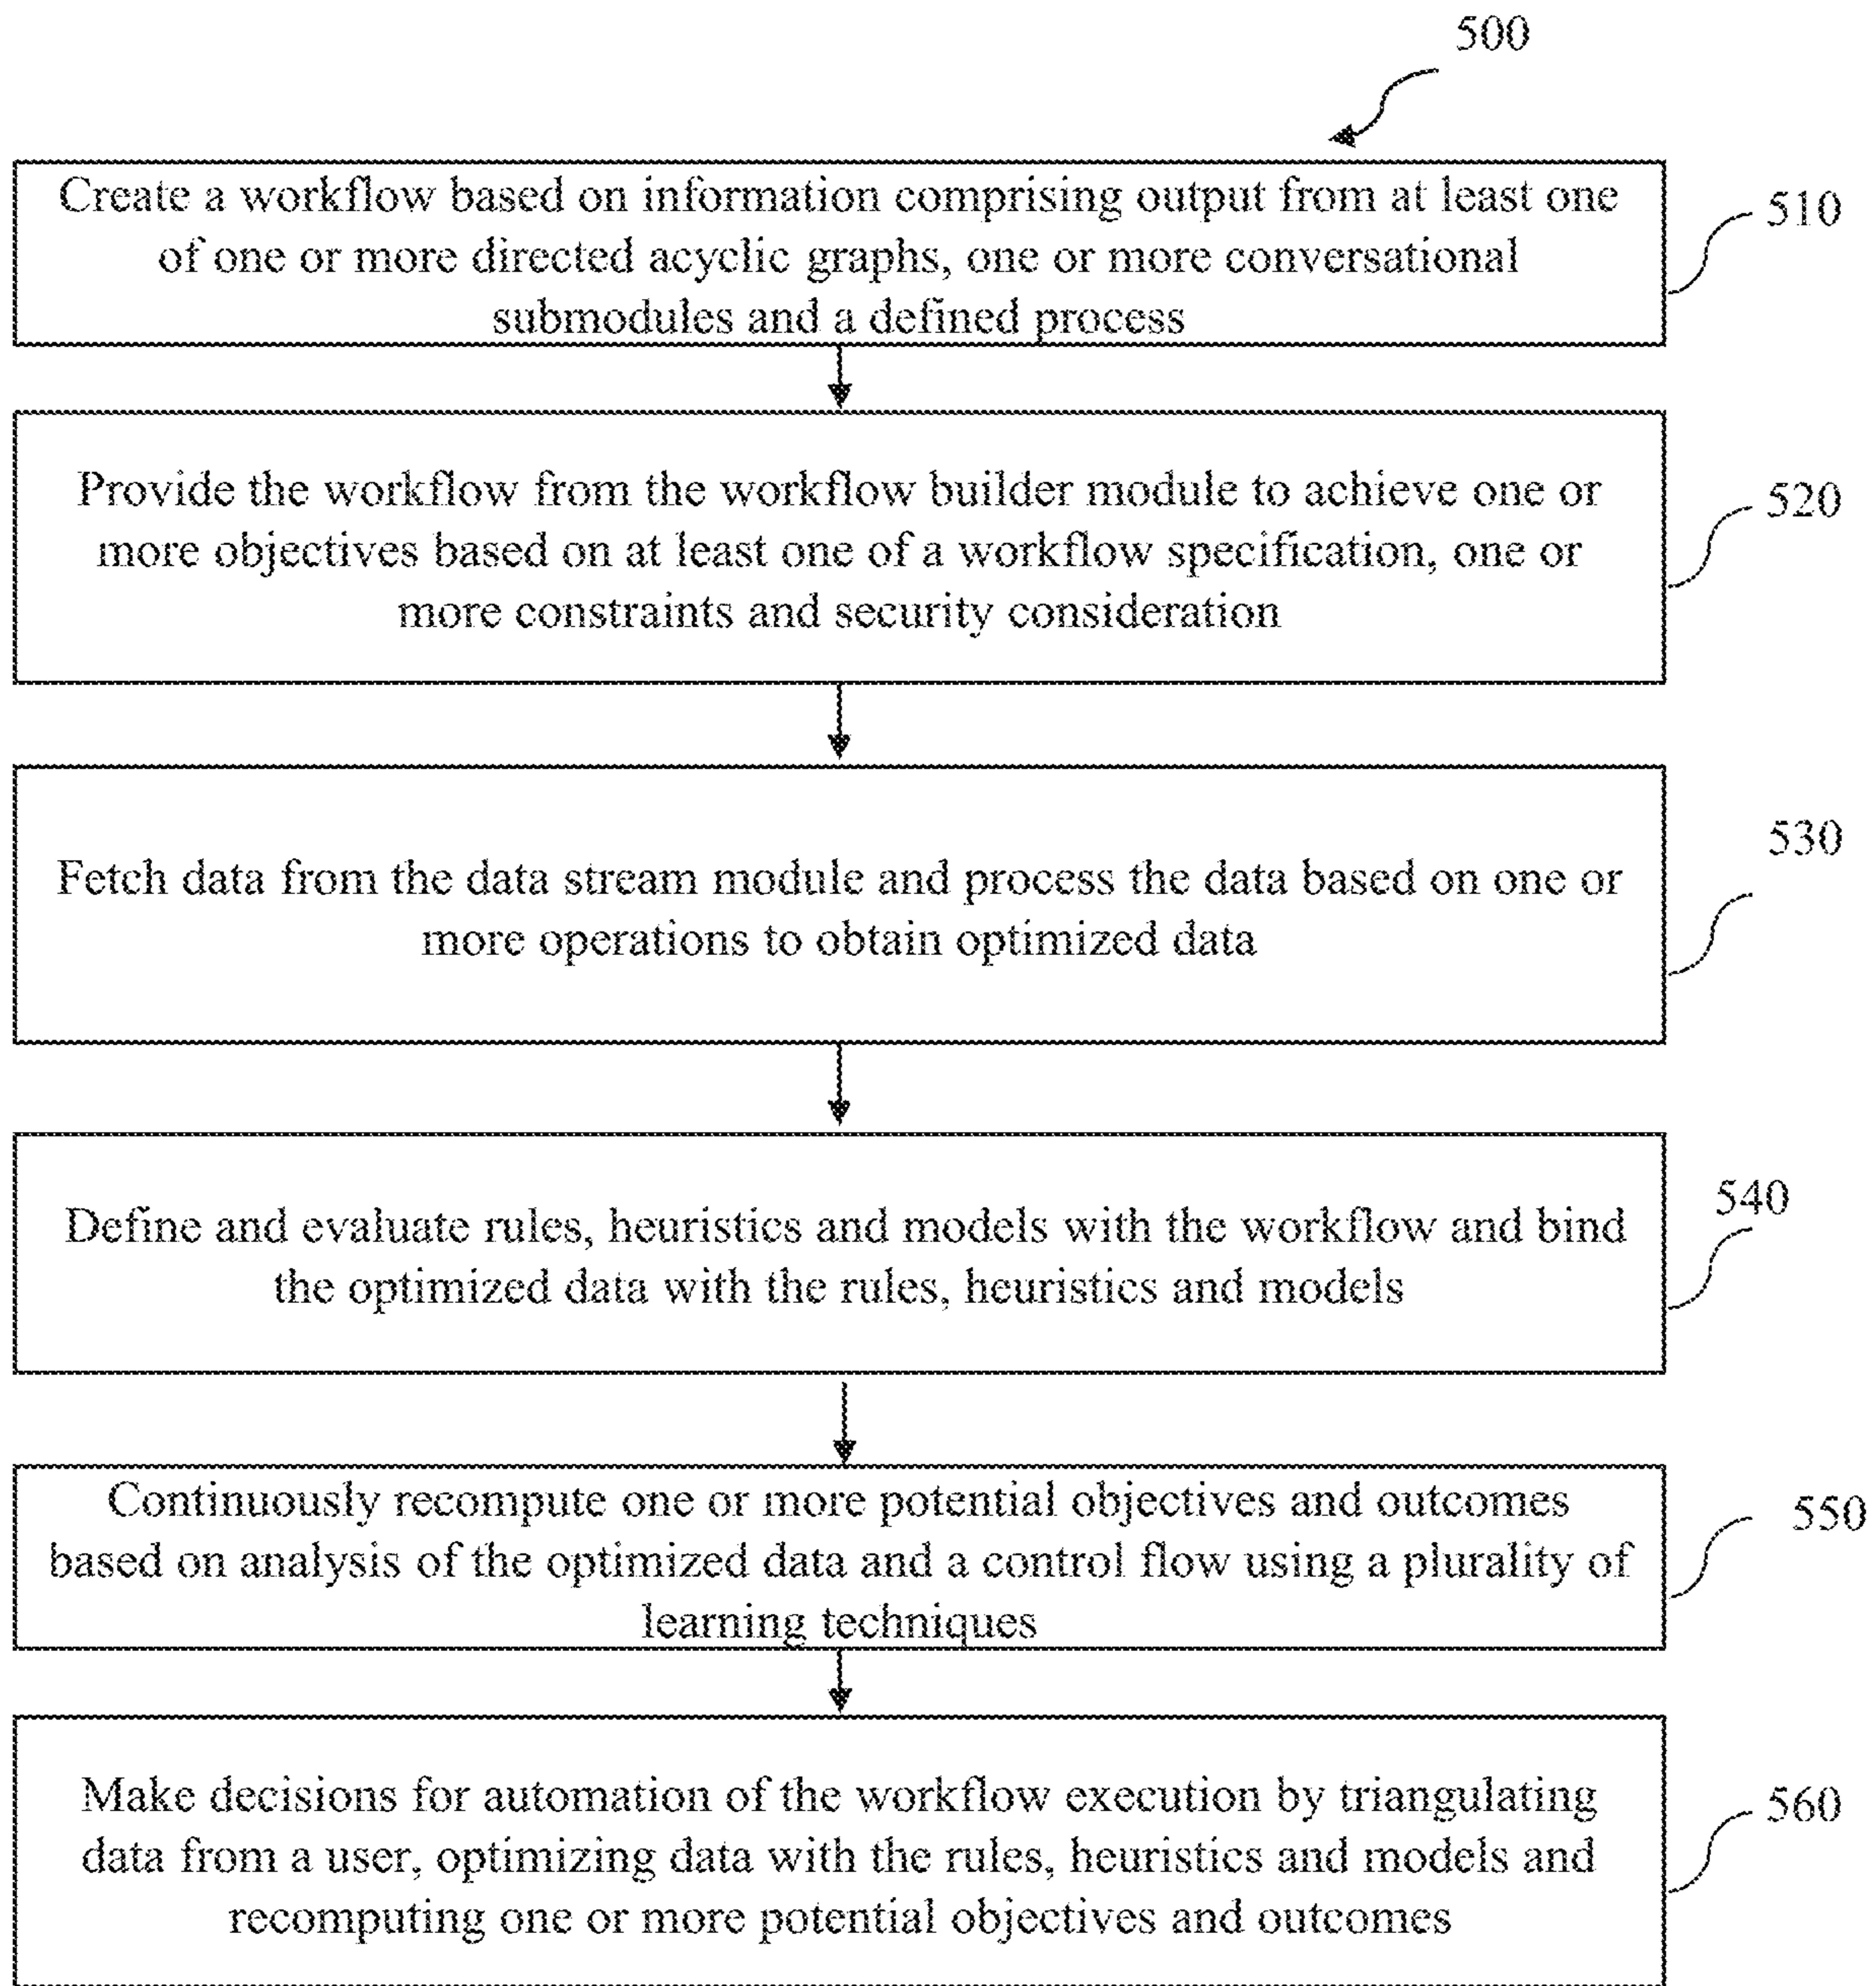 500
Create a workflow based on information comprising output from at least one
of one or more directed acyclic graphs, one or more conversational
submodules and a defined process
510
Provide the workflow from the workflow builder module to achieve one or
more objectives based on at least one of a workflow specification, one or
more constraints and security consideration
520
Fetch data from the data stream module and process the data based on one or
more operations to obtain optimized data
530
Define and evaluate rules, heuristics and models with the workflow and bind
the optimized data with the rules, heuristics and models
540
Continuously recompute one or more potential objectives and outcomes
based on analysis of the optimized data and a control flow using a plurality of
learning techniques
550
Make decisions for automation of the workflow execution by triangulating
data from a user, optimizing data with the rules, heuristics and models and
recomputing one or more potential objectives and outcomes
560